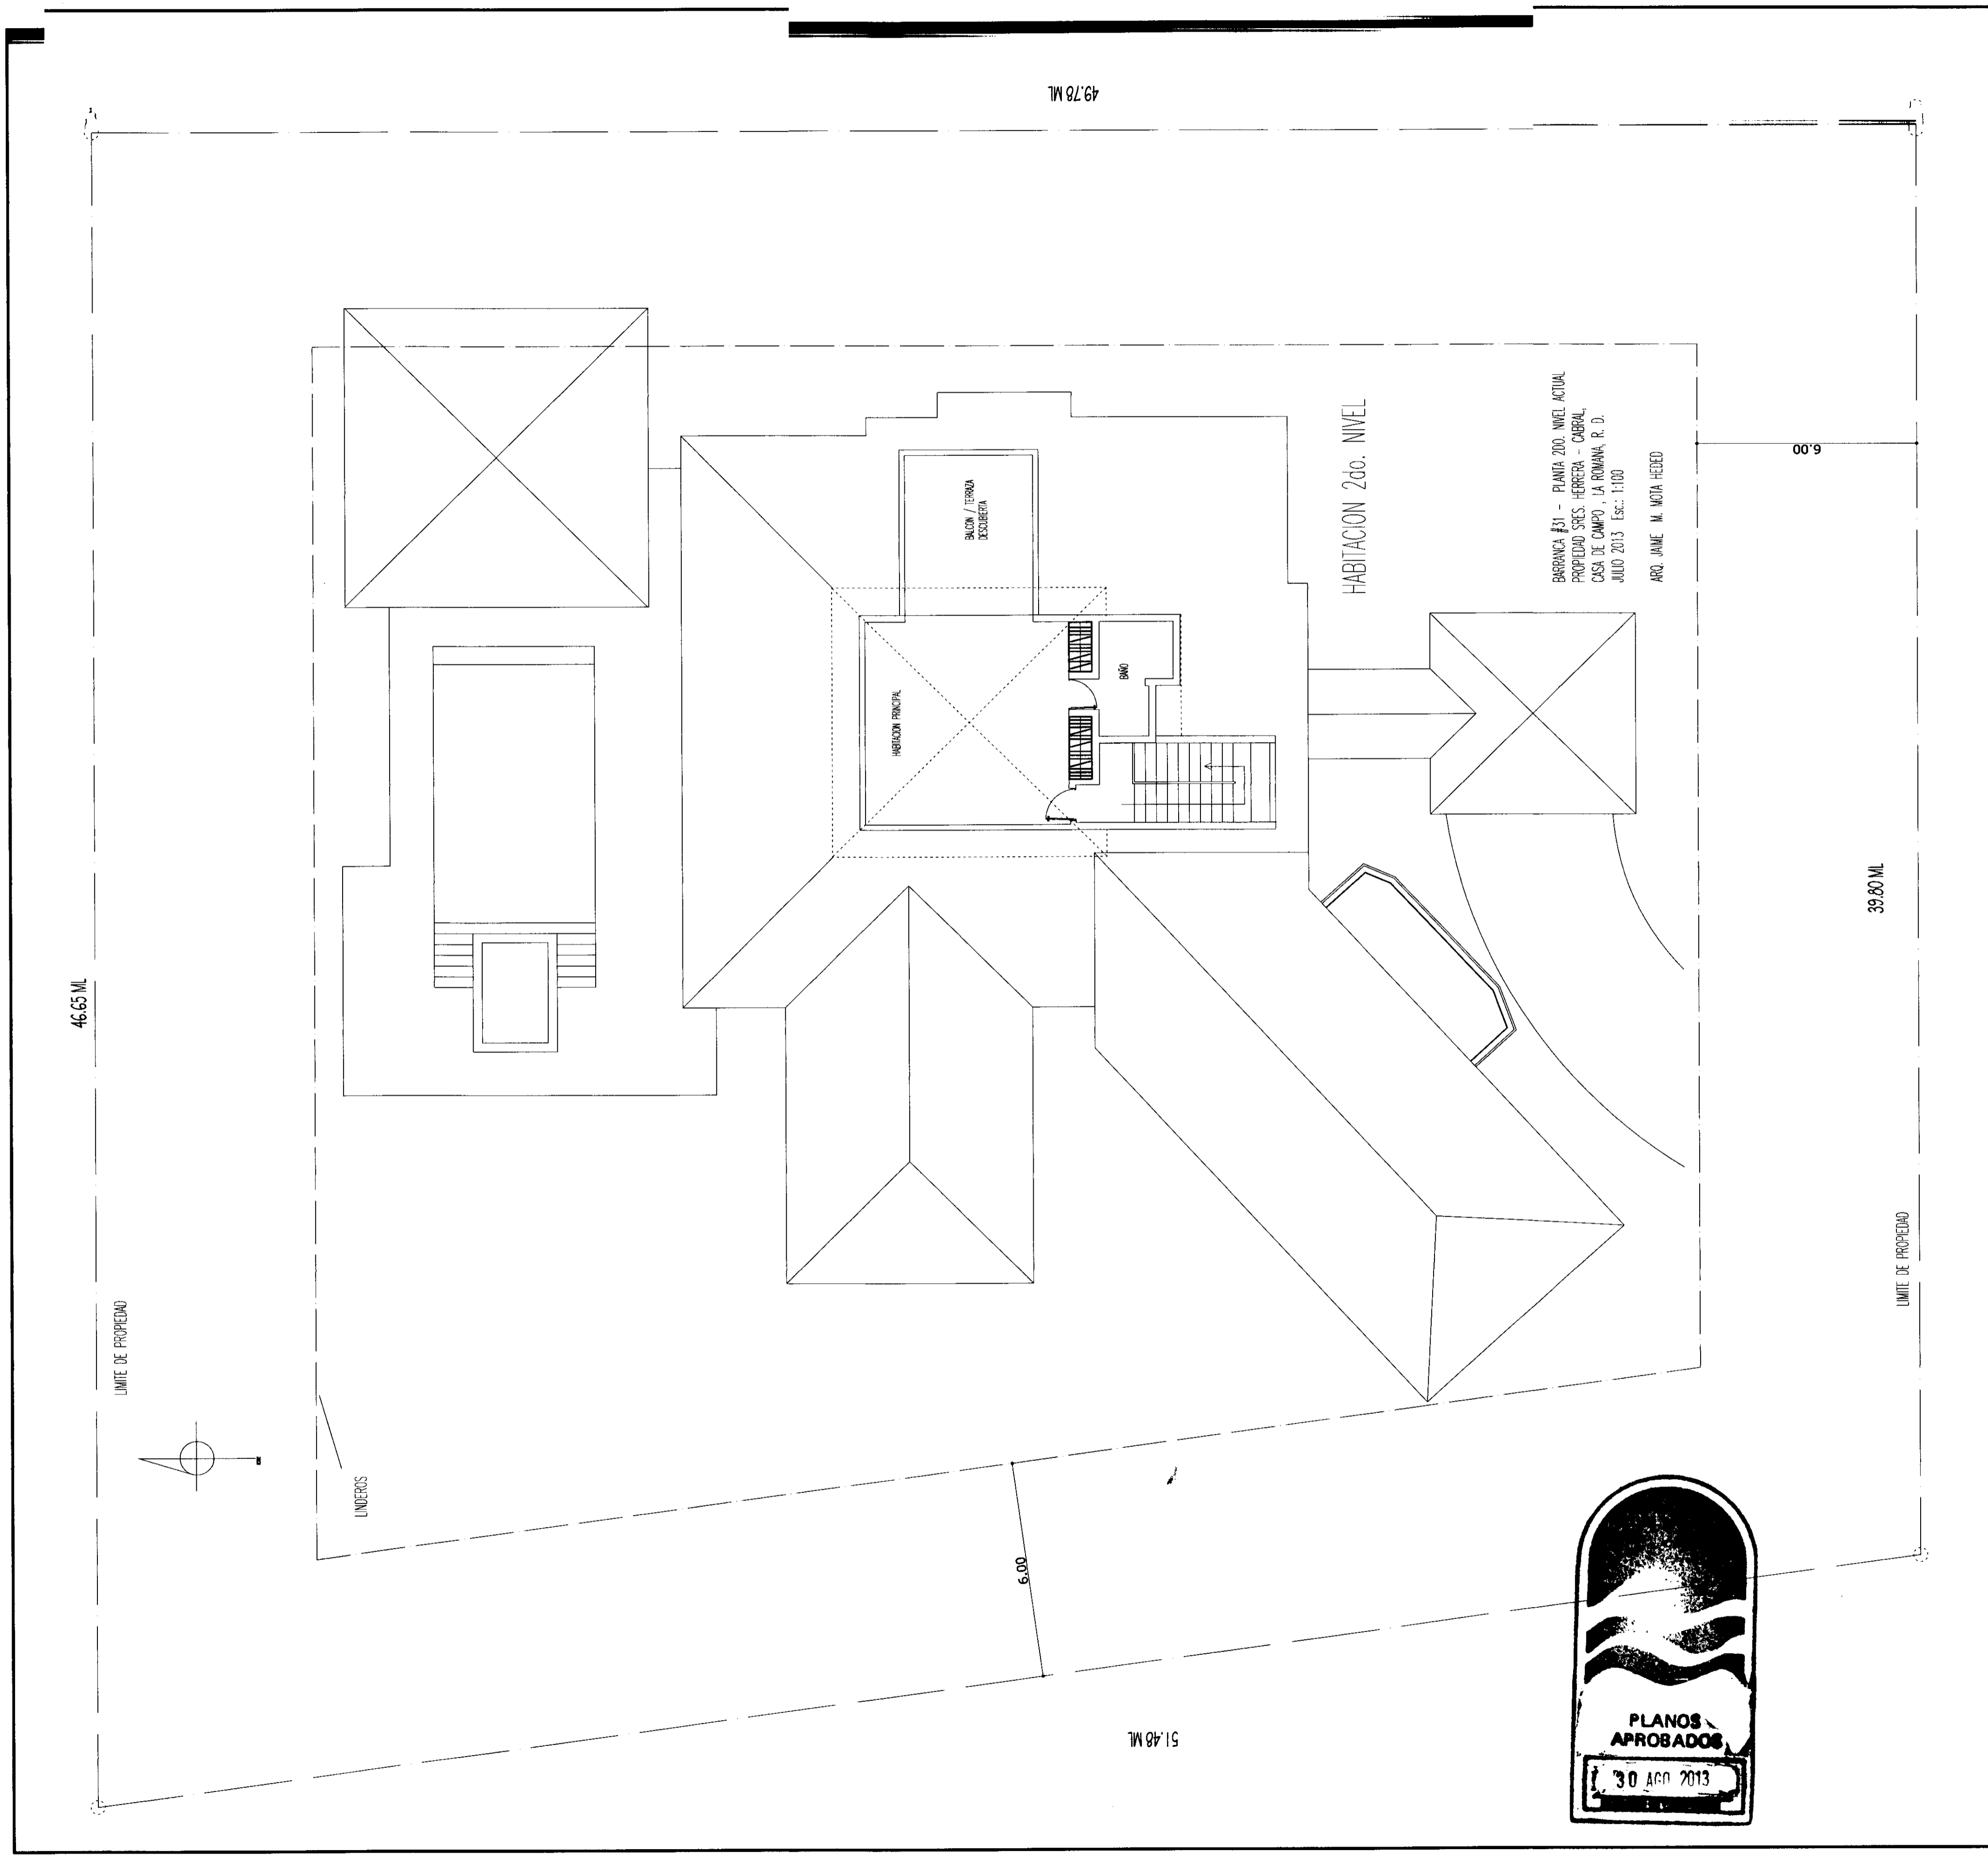 49.78 ML
46.65 ML
LIMITE DE PROPIEDAD
LINDEROS
BALCON / TERRAZA
DESCUBIERTA
HABITACION PRINCIPAL
BAÑO
HABITACION 2do. NIVEL
BARRANCA #31 - PLANTA 2DO. NIVEL ACTUAL
PROPIEDAD SRES. HERRERA - CABRAL,
CASA DE CAMPO , LA ROMANA, R. D.
JULIO 2013 Esc.: 1:100
ARQ. JAIME M. MOTA HEDED
6.00
39.80 ML
LIMITE DE PROPIEDAD
6.00
51.48 ML
PLANOS
APROBADOS
30 AGO 2013